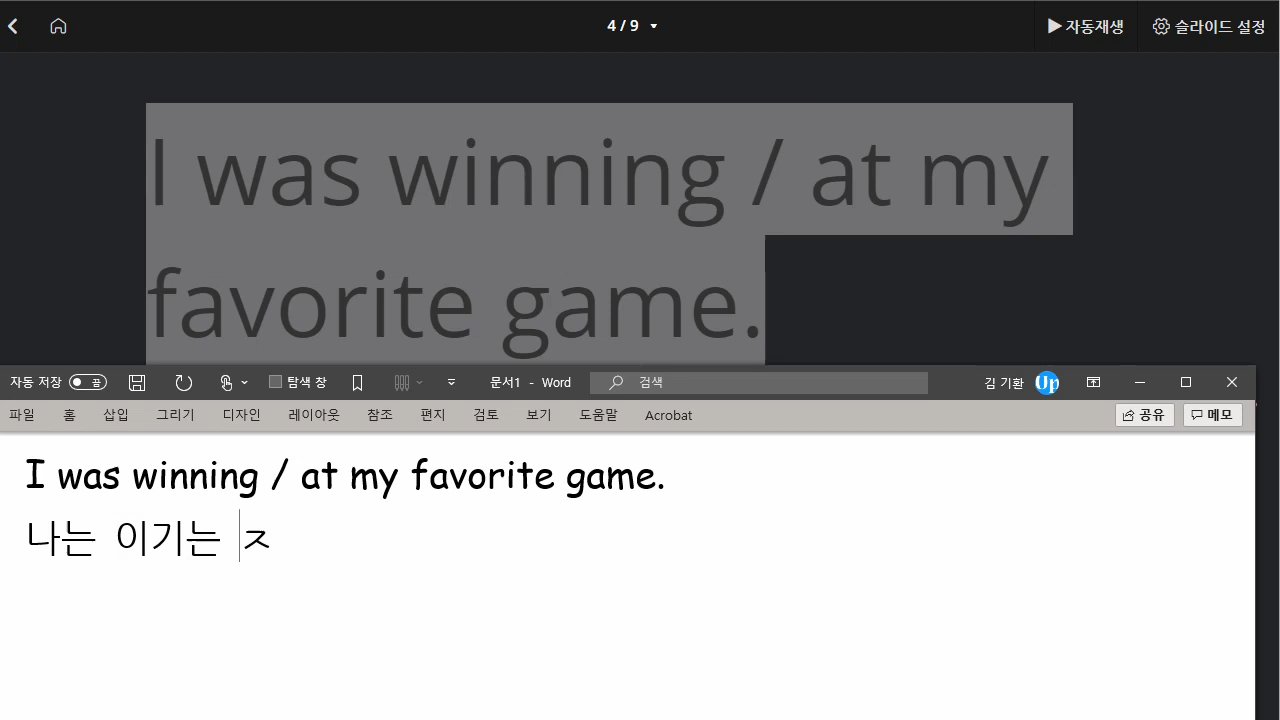 4 / 9
자동재생
슬라이드 설정
I was winning / at my
favorite game.
자동 저장 끔
탐색 창
문서1 - Word
검색
김 기환
Up
파일 홈 삽입 그리기 디자인 레이아웃 참조 편지 검토 보기 도움말 Acrobat
공유
메모
I was winning / at my favorite game.
나는 이기는 ㅈ